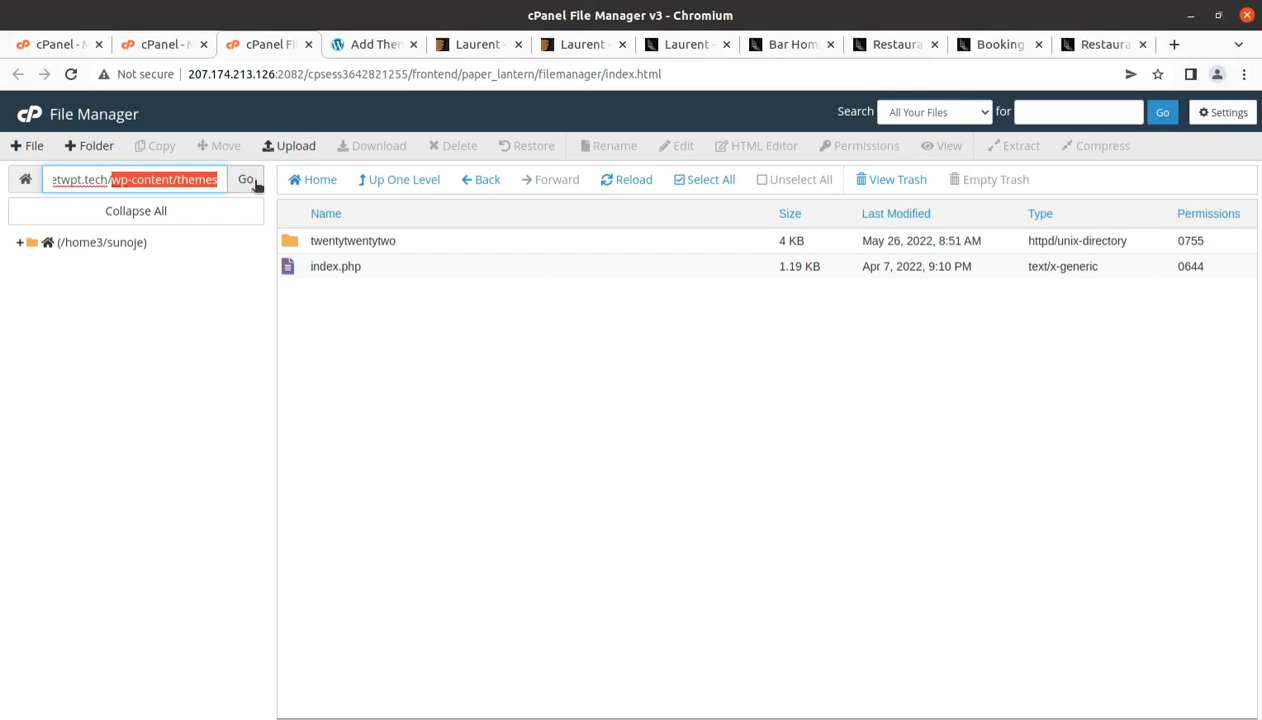 cPanel File Manager v3 - Chromium
cPanel - M
cPanel - M
cPanel Fil
Add Them
Laurent -
Laurent -
Laurent -
Bar Hom
Restaura
Booking
Restaura
Not secure
207.174.213.126:2082/cpsess3642821255/frontend/paper_lantern/filemanager/index.html
cP File Manager
Search All Your Files for Go Settings
File
Folder
Copy
Move
Upload
Download
Delete
Restore
Rename
Edit
HTML Editor
Permissions
View
Extract
Compress
etwpt.tech/wp-content/themes Go
Home
Up One Level
Back
Forward
Reload
Select All
Unselect All
View Trash
Empty Trash
Collapse All
(/home3/sunoje)
Name Size Last Modified Type Permissions
twentytwentytwo 4 KB May 26, 2022, 8:51 AM httpd/unix-directory 0755
index.php 1.19 KB Apr 7, 2022, 9:10 PM text/x-generic 0644